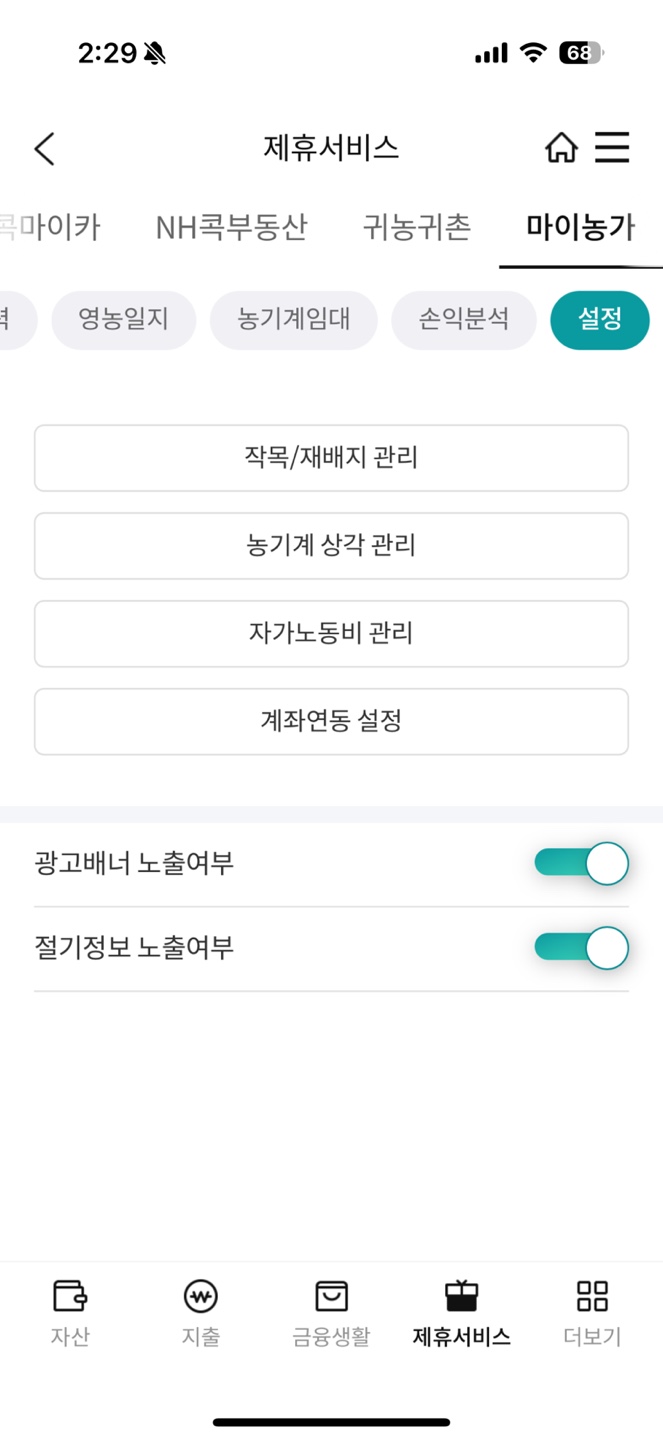 2:29
68
제휴서비스
콕마이카 NH콕부동산 귀농귀촌 마이농가
영농일지 농기계임대 손익분석 설정
작목/재배지 관리
농기계 상각 관리
자가노동비 관리
계좌연동 설정
광고배너 노출여부
절기정보 노출여부
자산 지출 금융생활 제휴서비스 더보기